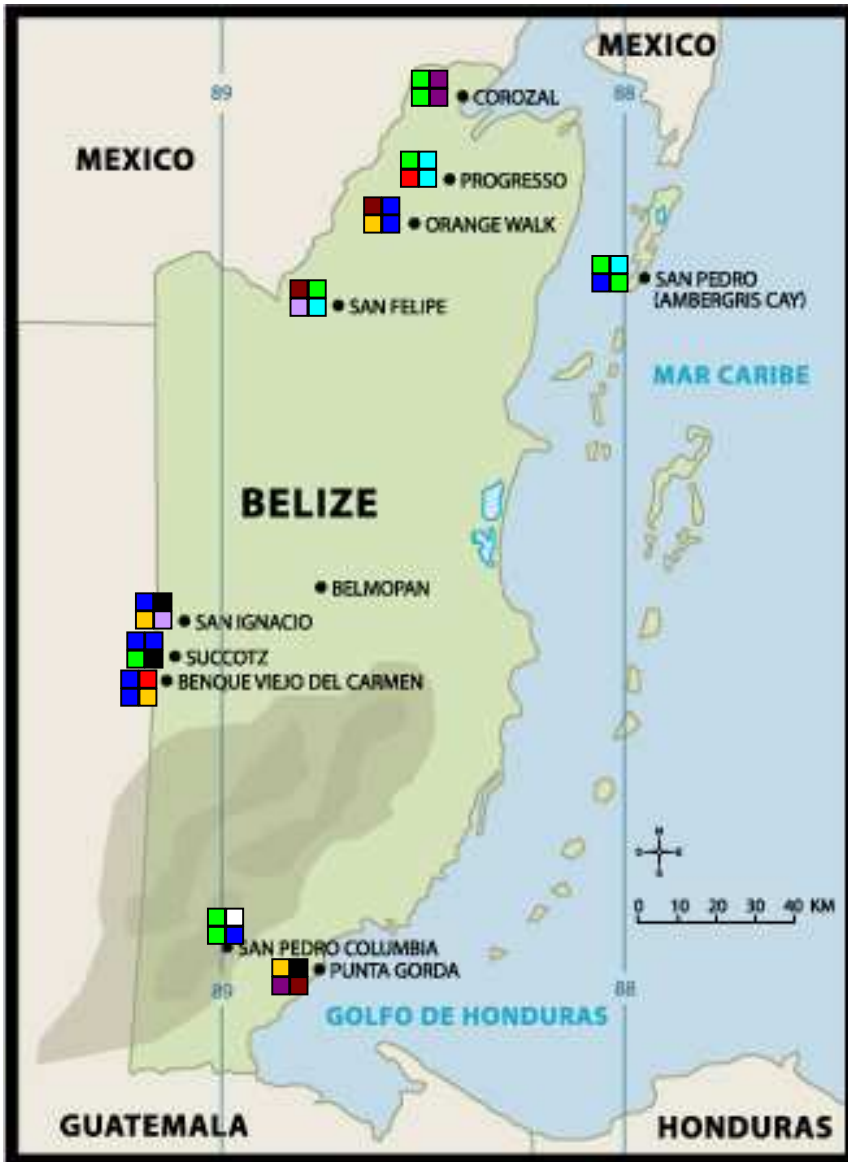 MEXICO
89
88
COROZAL
MEXICO
PROGRESSO
ORANGE WALK
SAN PEDRO
(AMBERGRIS CAY)
SAN FELIPE
MAR CARIBE
BELIZE
BELMOPAN
SAN IGNACIO
SUCCOTZ
BENQUE VIEJO DEL CARMEN
0 10 20 30 40 KM
SAN PEDRO COLUMBIA
PUNTA GORDA
89
88
GOLFO DE HONDURAS
GUATEMALA
HONDURAS